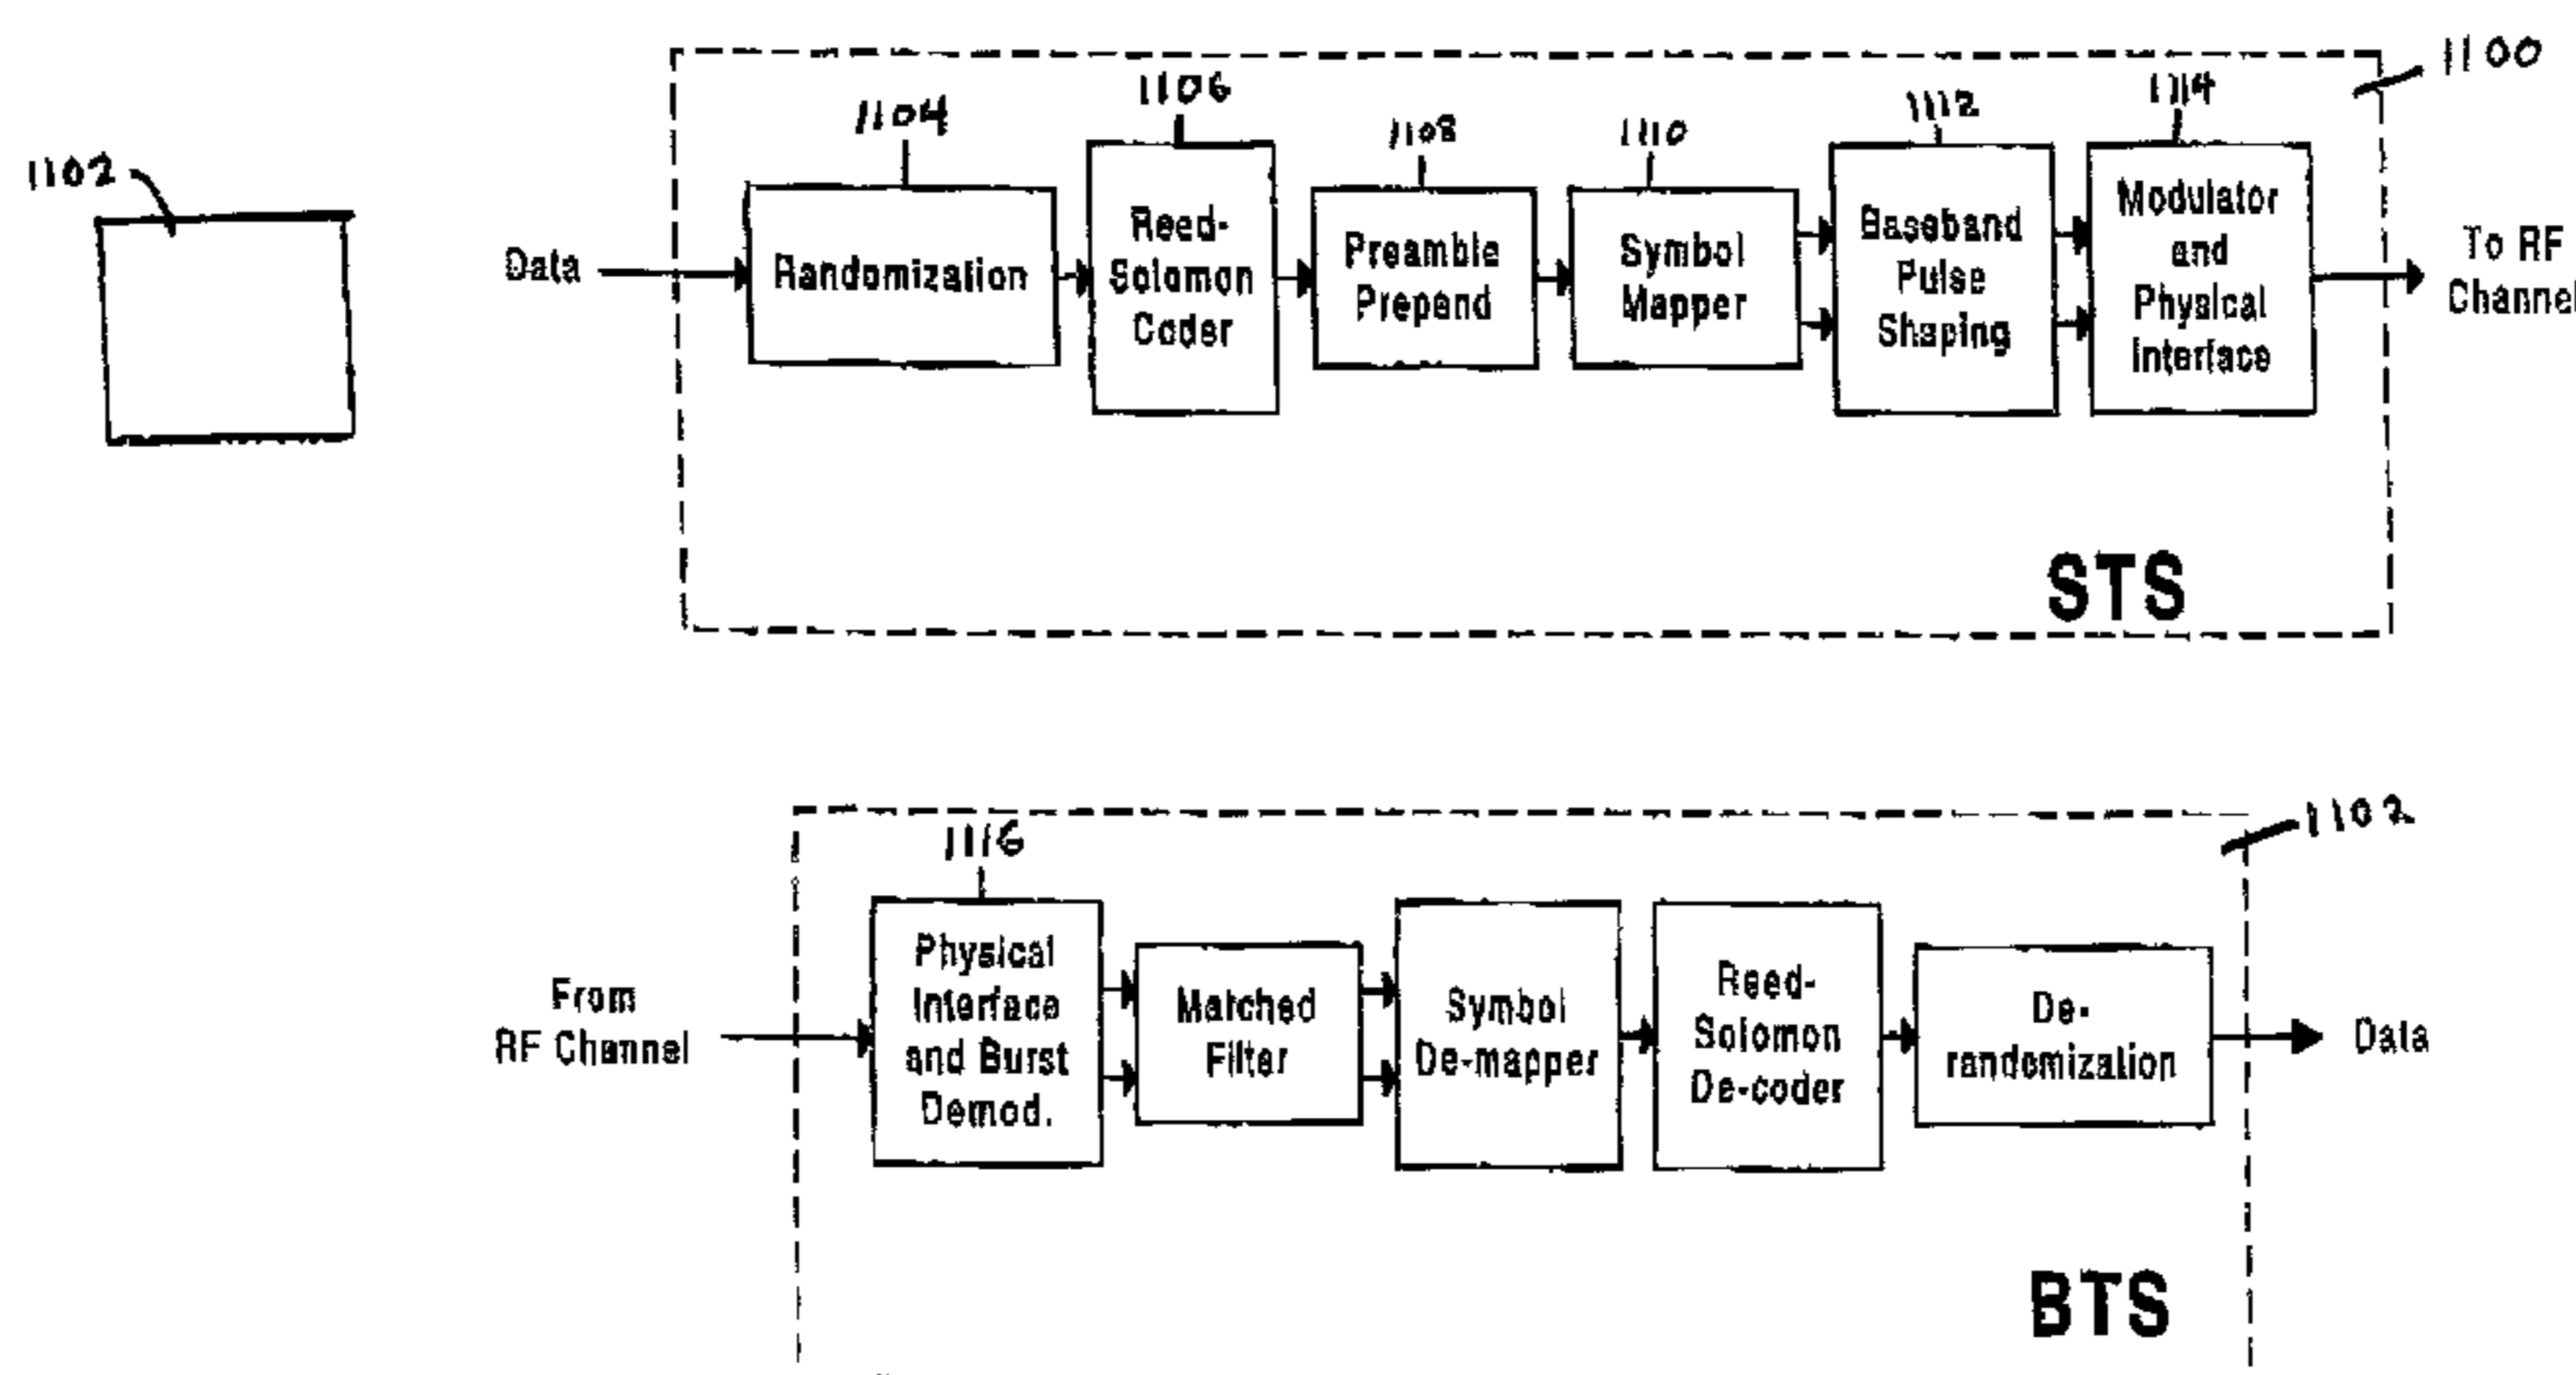 1100
1106
1104
1108
1110
1112
1114
1102
Data
Randomization
Reed-
Solomon
Coder
Preamble
Prepend
Symbol
Mapper
Baseband
Pulse
Shaping
Modulator
and
Physical
Interface
To RF
Channel
STS
1102
1116
From
RF Channel
Physical
Interface
and Burst
Demod.
Matched
Filter
Symbol
De-mapper
Reed-
Solomon
De-coder
De-
randomization
Data
BTS